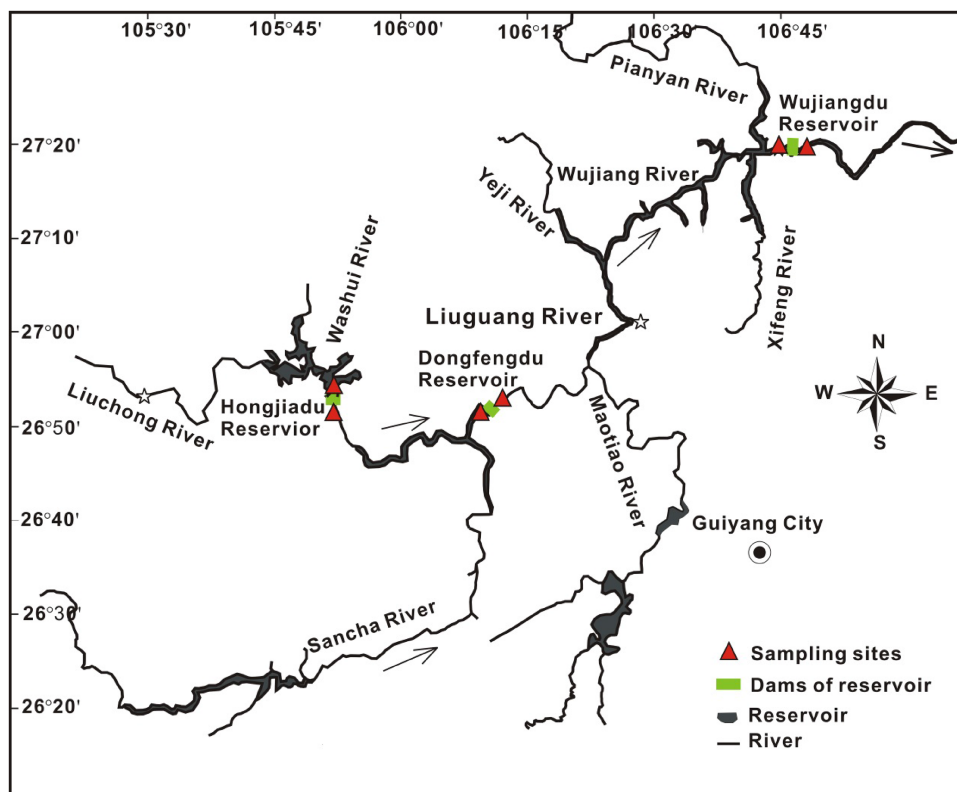 105°30'
105°45'
106°00'
106°15'
106°30'
106°45'
Pianyan River
Wujiangdu
Reservoir
27°20'
Wujiang River
Yeji River
27°10'
Washui River
Xifeng River
27°00'
Liuguang River
Dongfengdu
Reservoir
N
W
E
S
Liuchong River
Hongjiadu
Reservior
26°50'
Maotiao River
26°40'
Guiyang City
26°30'
Sancha River
26°20'
Sampling sites
Dams of reservoir
Reservoir
River